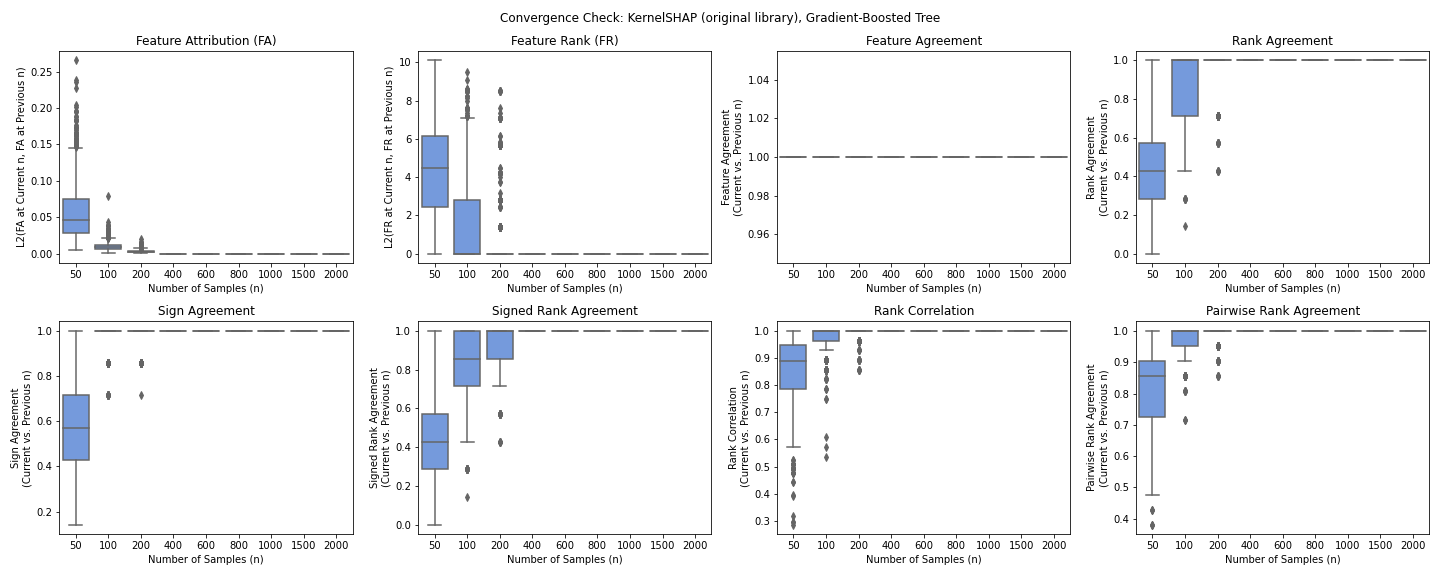 Convergence Check: KernelSHAP (original library), Gradient-Boosted Tree
Feature Attribution (FA)
L2(FA at Current n, FA at Previous n)
0.25
0.20
0.15
0.10
0.05
0.00
50 100 200 400 600 800 1000 1500 2000
Number of Samples (n)
Feature Rank (FR)
L2(FR at Current n, FR at Previous n)
10
8
6
4
2
0
50 100 200 400 600 800 1000 1500 2000
Number of Samples (n)
Feature Agreement
Feature Agreement
(Current vs. Previous n)
1.04
1.02
1.00
0.98
0.96
50 100 200 400 600 800 1000 1500 2000
Number of Samples (n)
Rank Agreement
Rank Agreement
(Current vs. Previous n)
1.0
0.8
0.6
0.4
0.2
0.0
50 100 200 400 600 800 1000 1500 2000
Number of Samples (n)
Sign Agreement
Sign Agreement
(Current vs. Previous n)
1.0
0.8
0.6
0.4
0.2
50 100 200 400 600 800 1000 1500 2000
Number of Samples (n)
Signed Rank Agreement
Signed Rank Agreement
(Current vs. Previous n)
1.0
0.8
0.6
0.4
0.2
0.0
50 100 200 400 600 800 1000 1500 2000
Number of Samples (n)
Rank Correlation
Rank Correlation
(Current vs. Previous n)
1.0
0.9
0.8
0.7
0.6
0.5
0.4
0.3
50 100 200 400 600 800 1000 1500 2000
Number of Samples (n)
Pairwise Rank Agreement
Pairwise Rank Agreement
(Current vs. Previous n)
1.0
0.9
0.8
0.7
0.6
0.5
0.4
50 100 200 400 600 800 1000 1500 2000
Number of Samples (n)